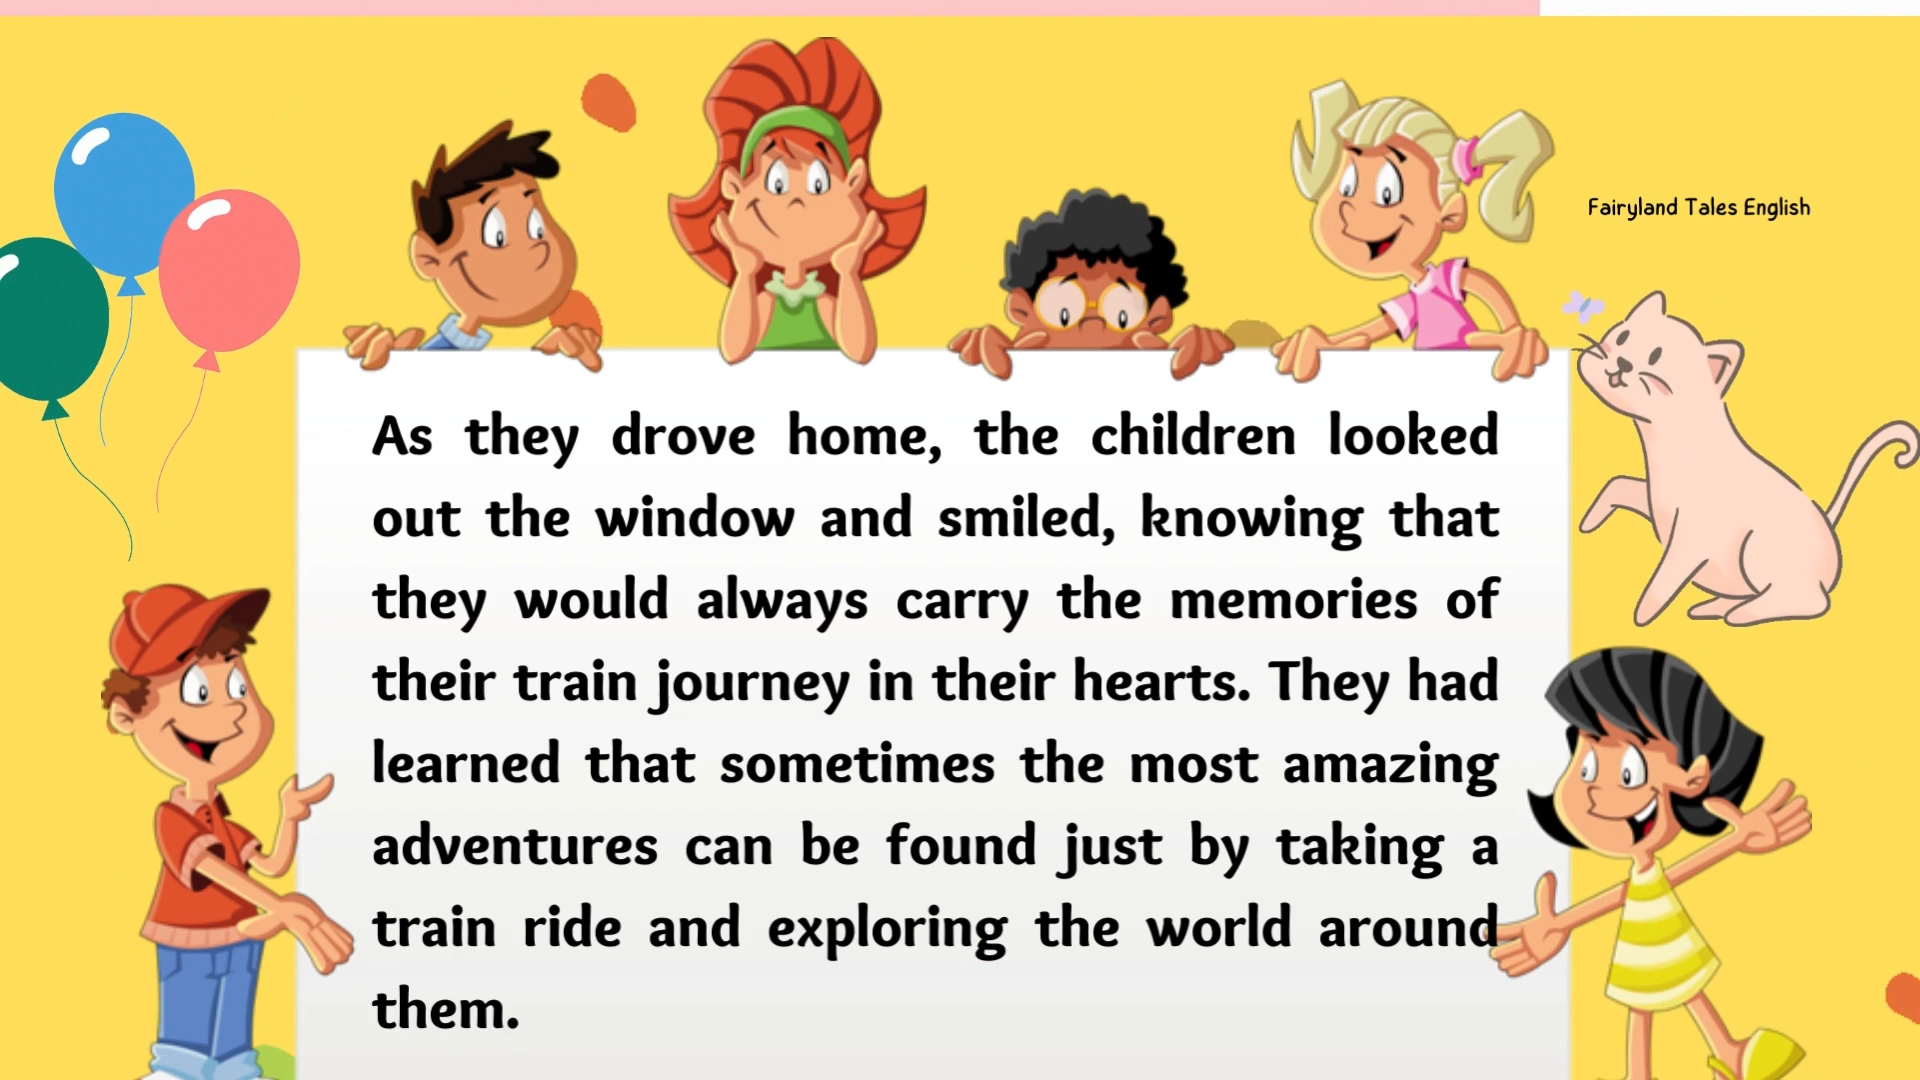 Fairyland Tales English
As they drove home, the children looked
out the window and smiled, knowing that
they would always carry the memories of
their train journey in their hearts. They had
learned that sometimes the most amazing
adventures can be found just by taking a
train ride and exploring the world around
them.